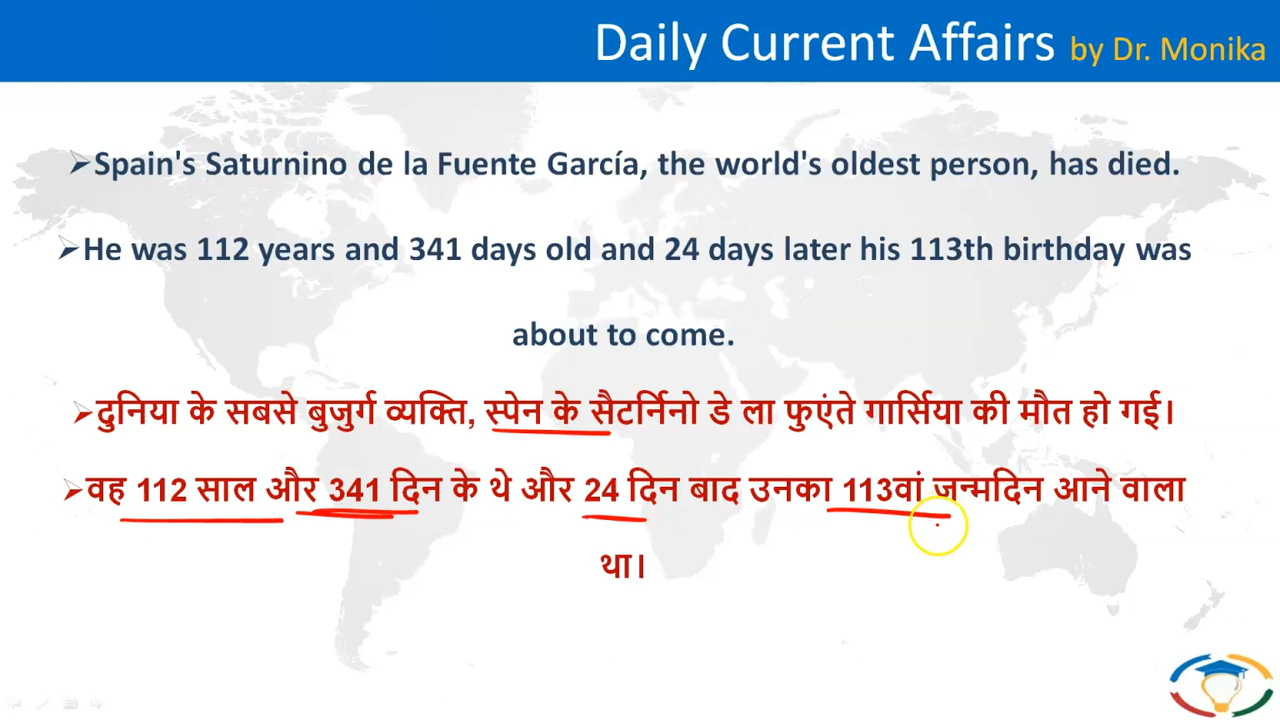 Daily Current Affairs by Dr. Monika
➢Spain's Saturnino de la Fuente García, the world's oldest person, has died.
➢He was 112 years and 341 days old and 24 days later his 113th birthday was
about to come.
➢दुनिया के सबसे बुजुर्ग व्यक्ति, स्पेन के सैटर्निनो डे ला फुएंते गार्सिया की मौत हो गई।
➢वह 112 साल और 341 दिन के थे और 24 दिन बाद उनका 113वां जन्मदिन आने वाला
था।